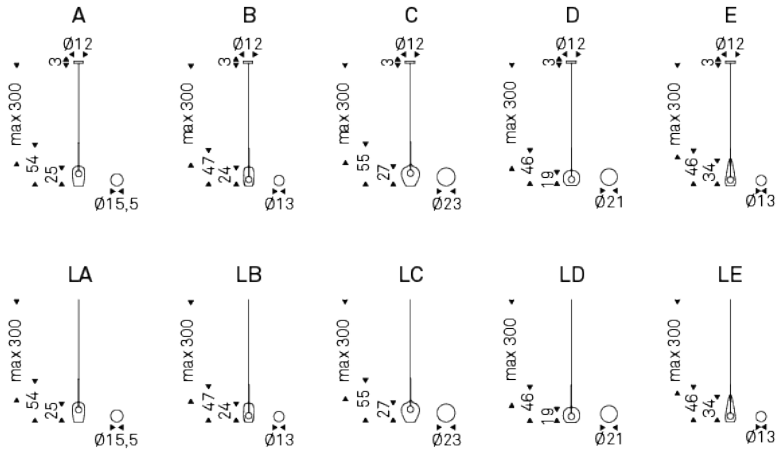 A B C D E
Ø12 Ø12 Ø12 Ø12 Ø12
3 3 3 3 3
max 300 max 300 max 300 max 300 max 300
54 25 47 24 55 27 46 19 46 34
Ø15,5 Ø13 Ø23 Ø21 Ø13
LA LB LC LD LE
max 300 max 300 max 300 max 300 max 300
54 25 47 24 55 27 46 19 46 34
Ø15,5 Ø13 Ø23 Ø21 Ø13